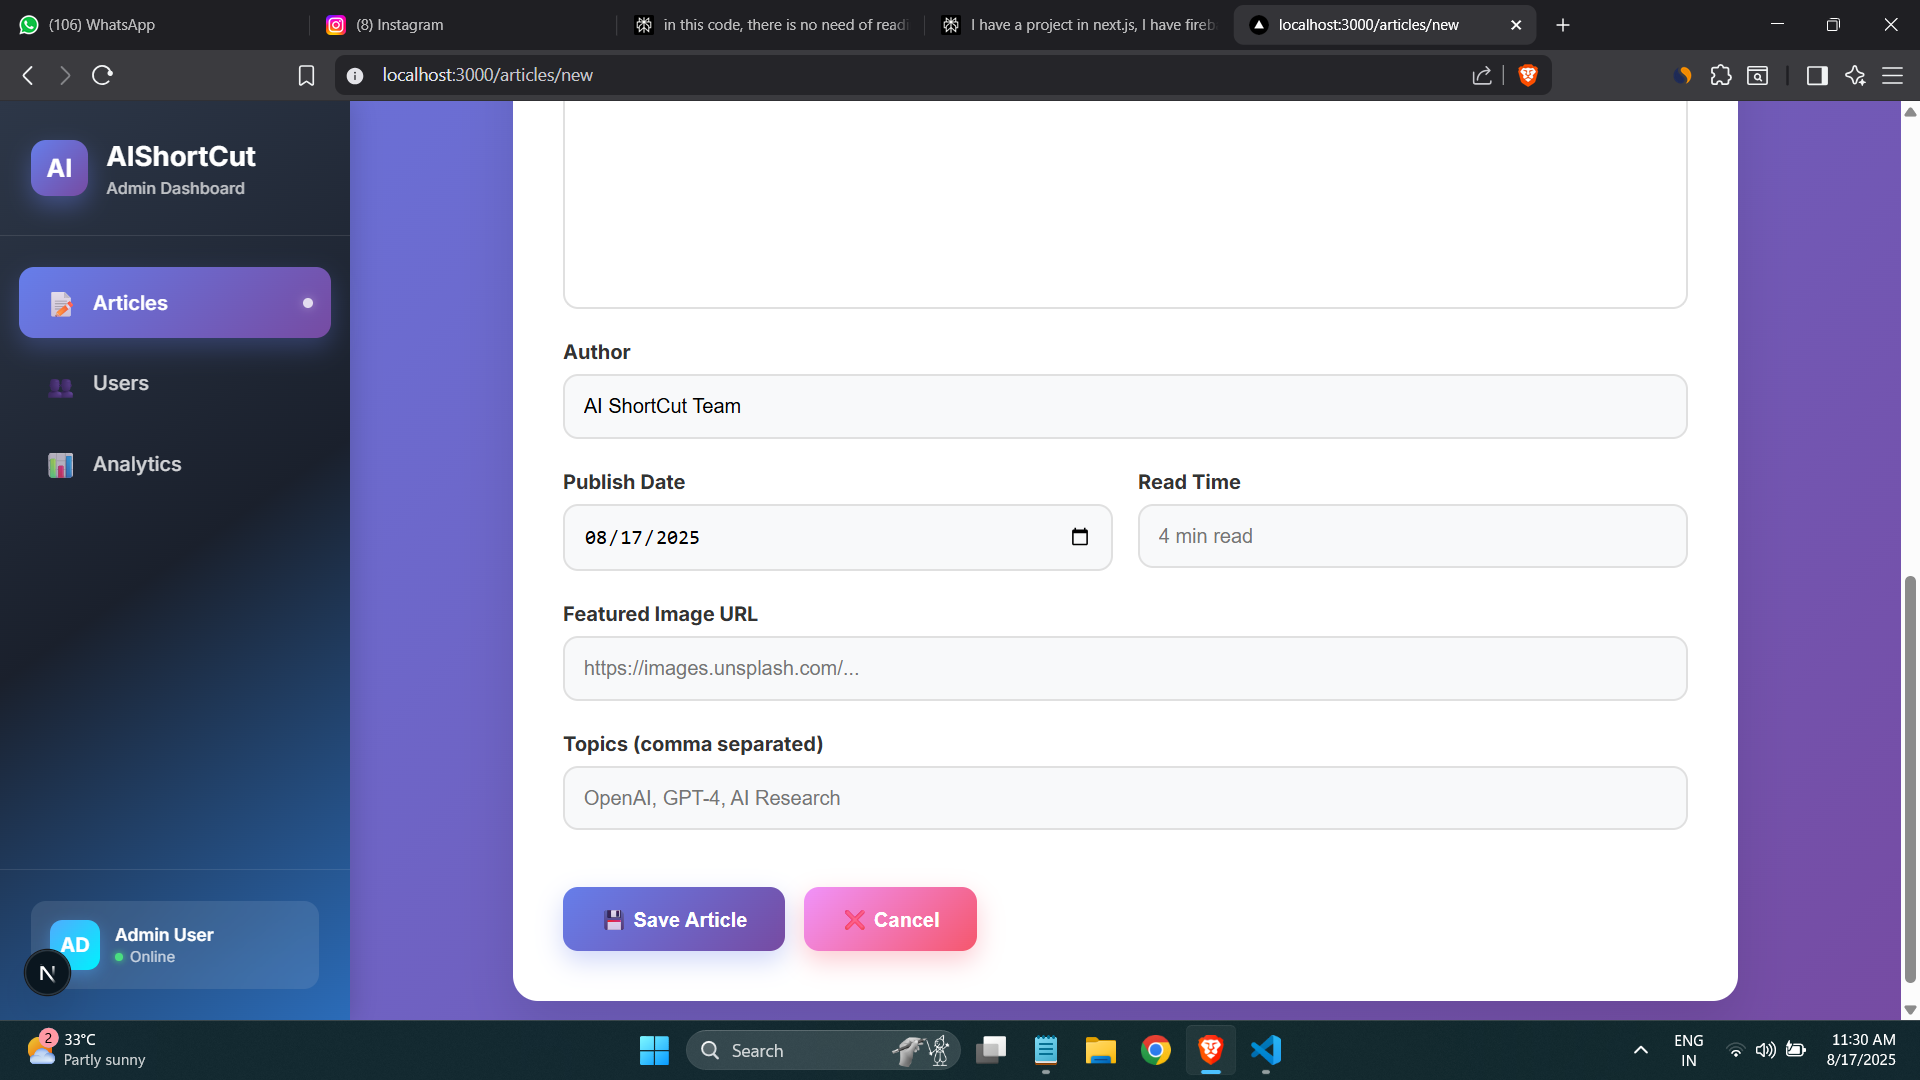 (106) WhatsApp
(8) Instagram
in this code, there is no need of readi
I have a project in next.js, I have fireb
localhost:3000/articles/new
localhost:3000/articles/new
AI
AIShortCut
Admin Dashboard
Articles
Users
Analytics
Author
AI ShortCut Team
Publish Date
Read Time
08/17/2025
4 min read
Featured Image URL
https://images.unsplash.com/...
Topics (comma separated)
OpenAI, GPT-4, AI Research
Save Article
Cancel
AD
Admin User
Online
N
2
33°C
Partly sunny
Search
ENG
IN
11:30 AM
8/17/2025